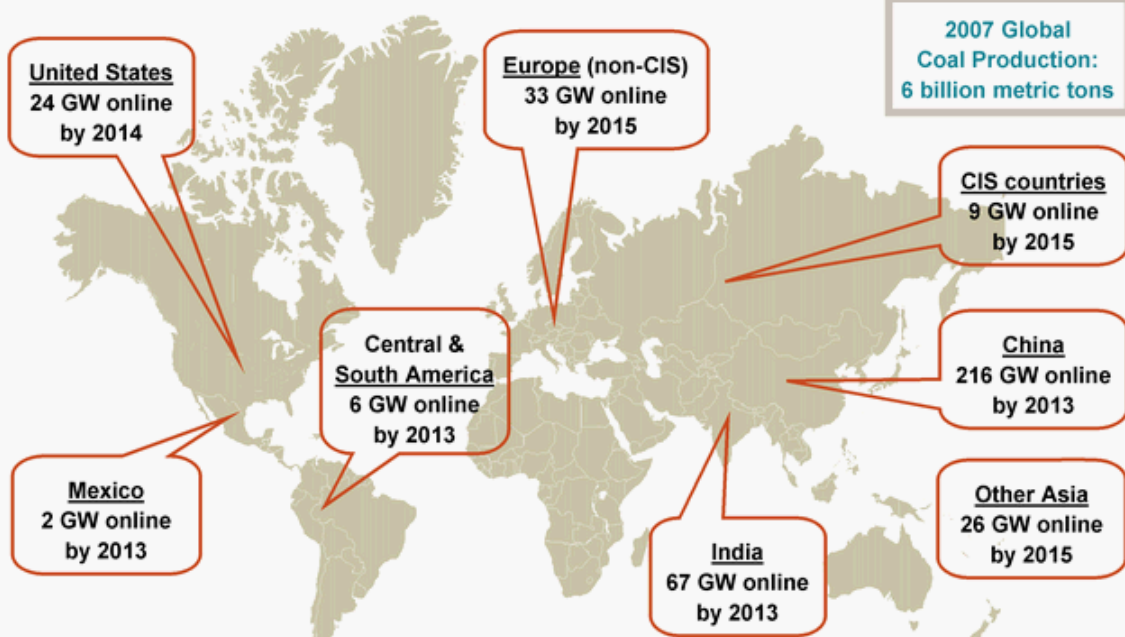 2007 Global
Coal Production:
6 billion metric tons
United States
24 GW online
by 2014
Europe (non-CIS)
33 GW online
by 2015
CIS countries
9 GW online
by 2015
Central &
South America
6 GW online
by 2013
China
216 GW online
by 2013
Mexico
2 GW online
by 2013
Other Asia
26 GW online
by 2015
India
67 GW online
by 2013